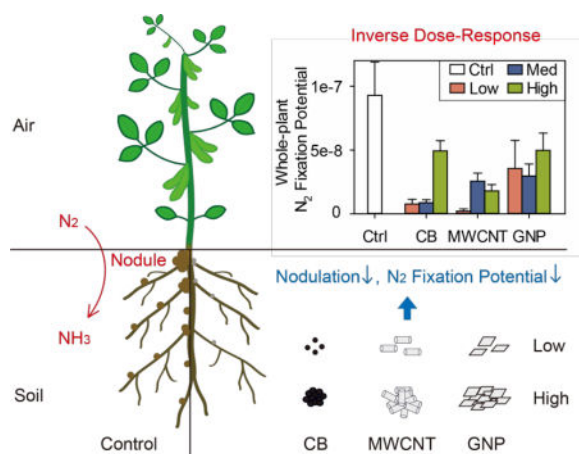 Inverse Dose-Response
Ctrl
Med
Low
High
Whole-plant
N₂ Fixation Potential
1e-7
5e-8
0
Ctrl
CB
MWCNT
GNP
Air
N₂
Nodule
NH₃
Soil
Control
Nodulation↓, N₂ Fixation Potential↓
Low
High
CB
MWCNT
GNP